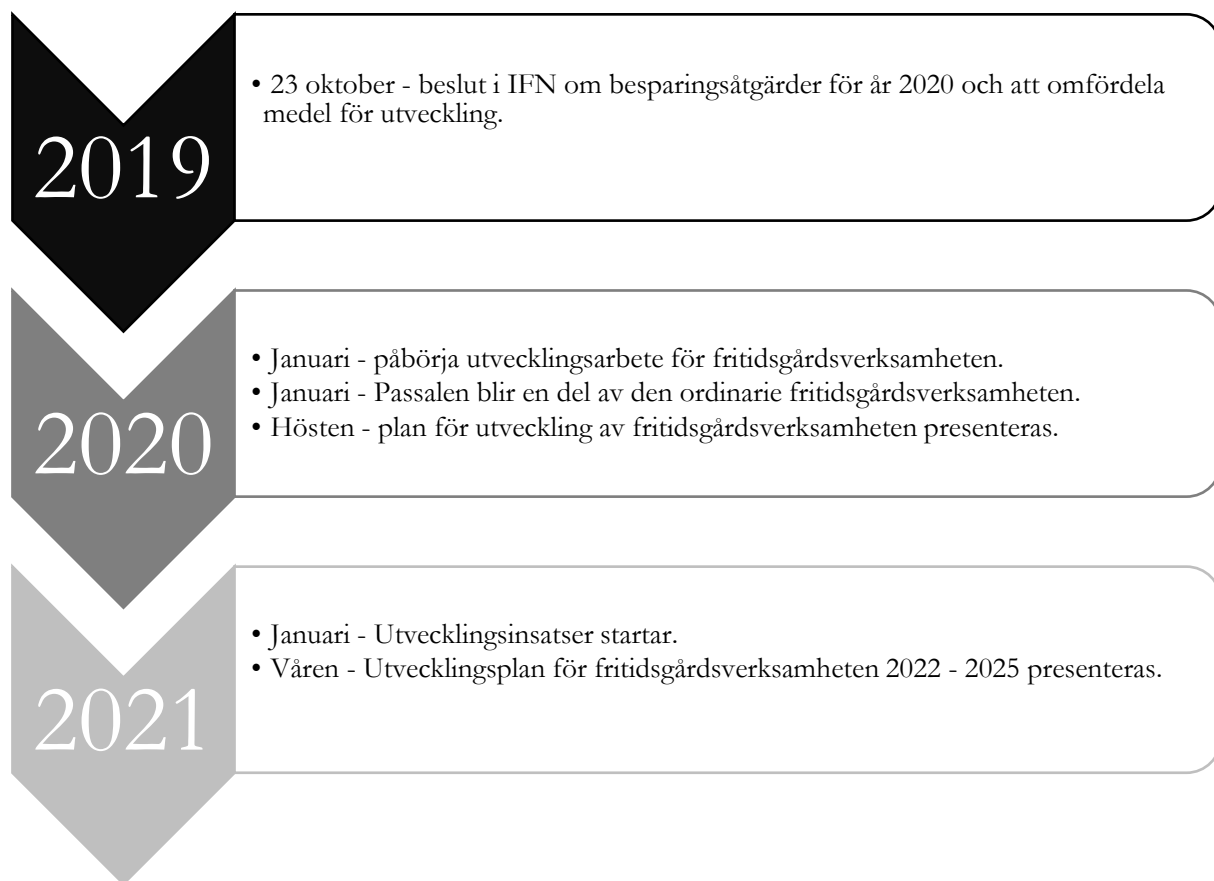 2019
• 23 oktober - beslut i IFN om besparingsåtgärder för år 2020 och att omfördela
medel för utveckling.
2020
• Januari - påbörja utvecklingsarbete för fritidsgårdsverksamheten.
• Januari - Passalen blir en del av den ordinarie fritidsgårdsverksamheten.
• Hösten - plan för utveckling av fritidsgårdsverksamheten presenteras.
2021
• Januari - Utvecklingsinsatser startar.
• Våren - Utvecklingsplan för fritidsgårdsverksamheten 2022 - 2025 presenteras.